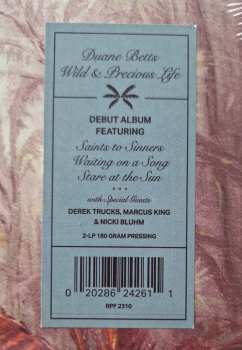 Duane Betts
Wild & Precious Life
DEBUT ALBUM
FEATURING
Saints to Sinners
Waiting on a Song
Stare at the Sun
with Special Guests
DEREK TRUCKS, MARCUS KING
& NICKI BLUHM
2-LP 180 GRAM PRESSING
0 20286 24261 1
RPF 2310